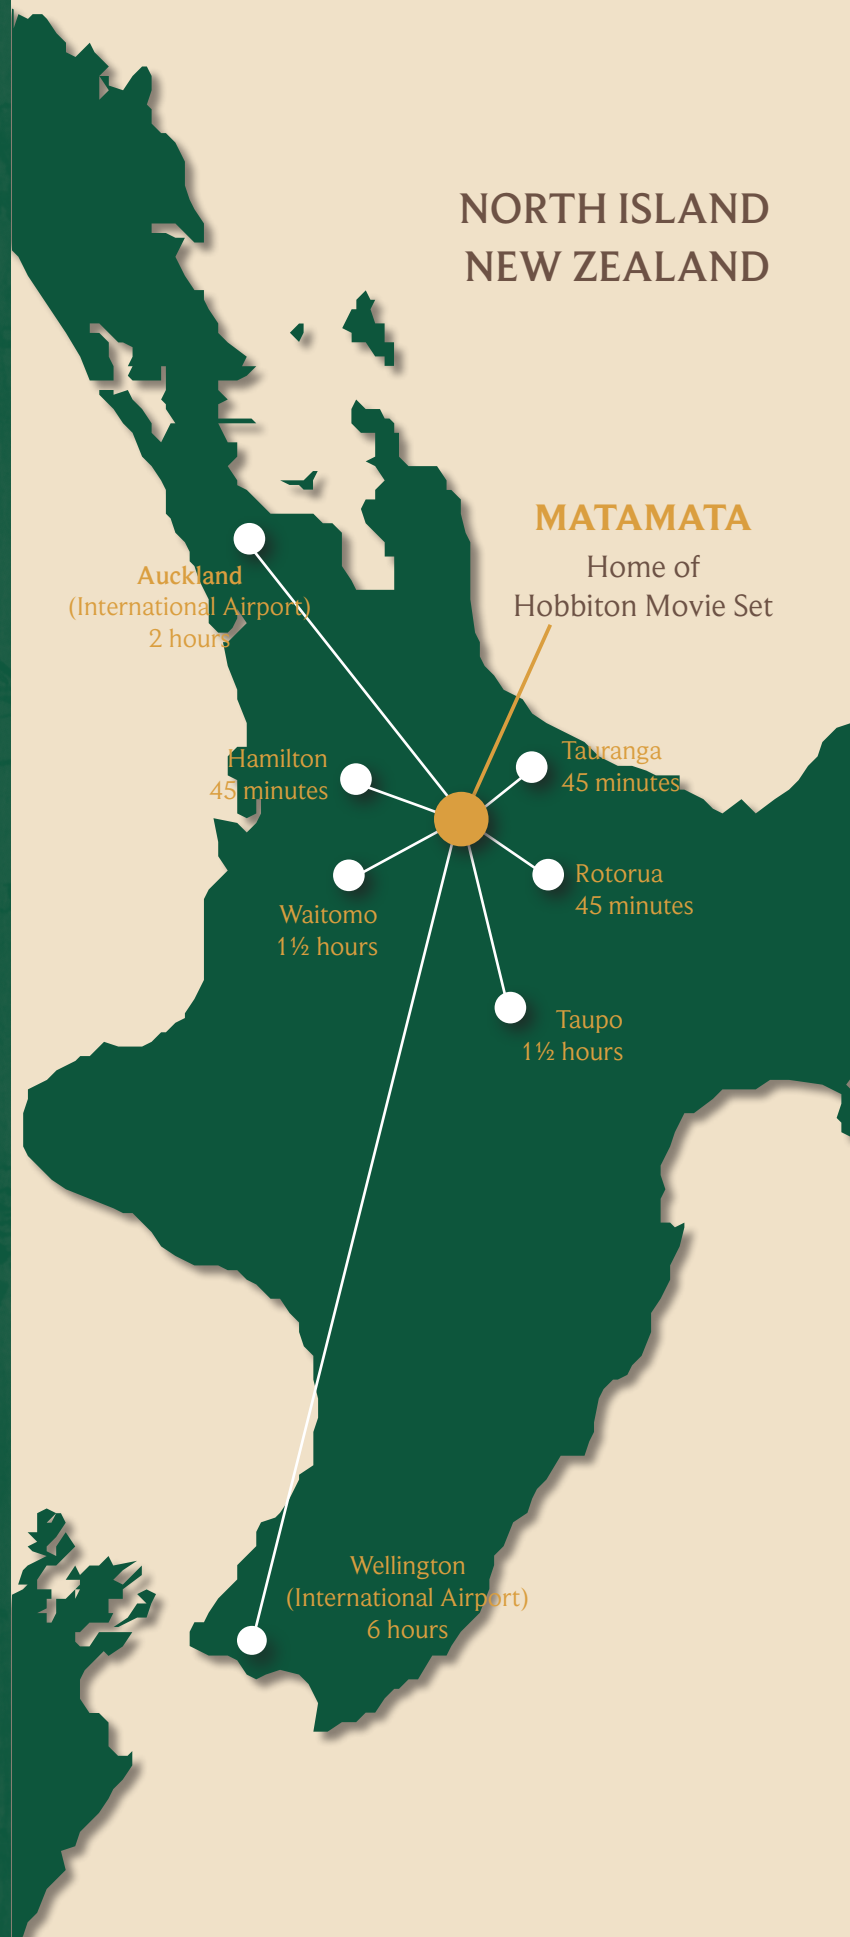 NORTH ISLAND
NEW ZEALAND
MATAMATA
Home of
Hobbiton Movie Set
Auckland
(International Airport)
2 hours
Hamilton
45 minutes
Tauranga
45 minutes
Waitomo
1½ hours
Rotorua
45 minutes
Taupo
1½ hours
Wellington
(International Airport)
6 hours